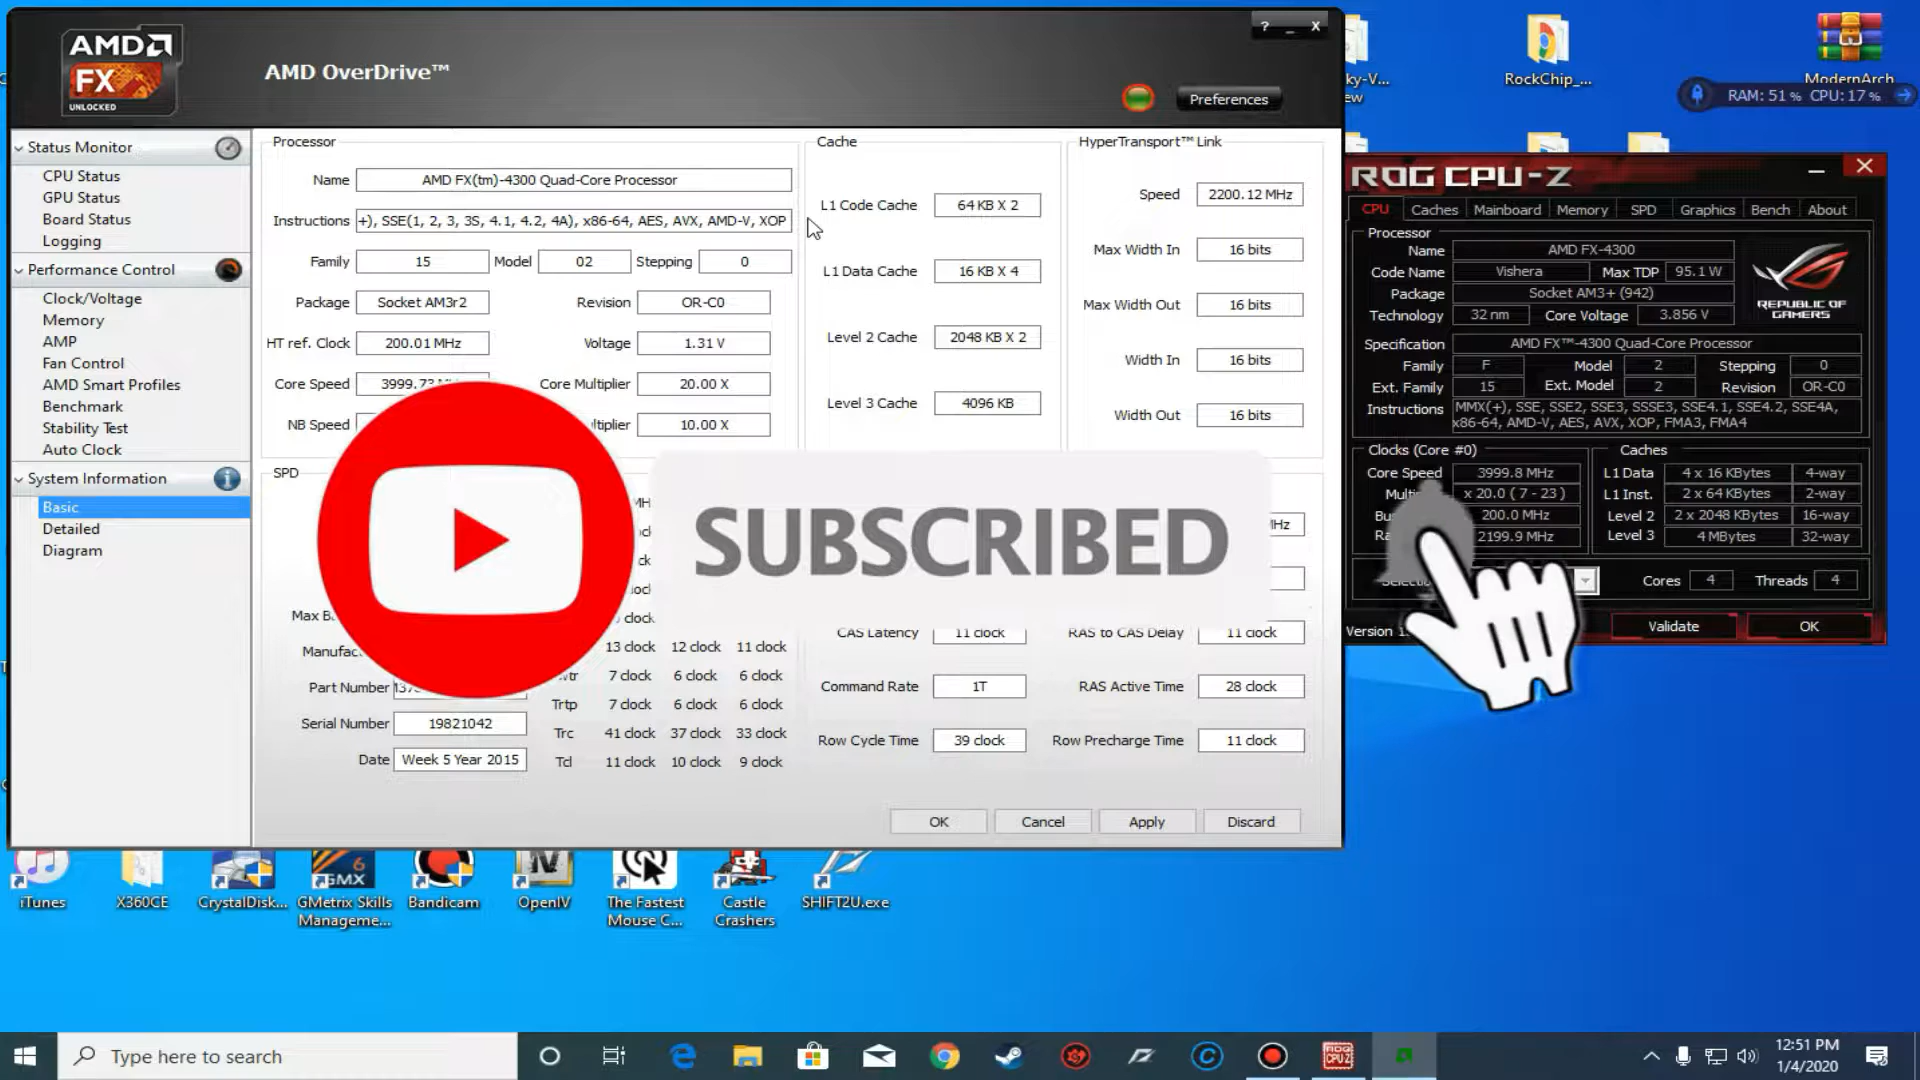 AMD
FX
UNLOCKED
AMD OverDrive™
? _ X
Preferences
Status Monitor
CPU Status
GPU Status
Board Status
Logging
Performance Control
Clock/Voltage
Memory
AMP
Fan Control
AMD Smart Profiles
Benchmark
Stability Test
Auto Clock
System Information
Basic
Detailed
Diagram
Processor
Name AMD FX(tm)-4300 Quad-Core Processor
Instructions +), SSE(1, 2, 3, 3S, 4.1, 4.2, 4A), x86-64, AES, AVX, AMD-V, XOP
Family 15 Model 02 Stepping 0
Package Socket AM3r2 Revision OR-C0
HT ref. Clock 200.01 MHz Voltage 1.31 V
Core Speed 3999.73 Core Multiplier 20.00 X
NB Speed 10.00 X
Cache
L1 Code Cache 64 KB X 2
L1 Data Cache 16 KB X 4
Level 2 Cache 2048 KB X 2
Level 3 Cache 4096 KB
HyperTransport™ Link
Speed 2200.12 MHz
Max Width In 16 bits
Max Width Out 16 bits
Width In 16 bits
Width Out 16 bits
SPD
SUBSCRIBED
Max B
Manufac
Part Number
Serial Number 19821042
Date Week 5 Year 2015
13 clock 12 clock 11 clock
7 clock 6 clock 6 clock
Trtp 7 clock 6 clock 6 clock
Trc 41 clock 37 clock 33 clock
Tcl 11 clock 10 clock 9 clock
CAS Latency 11 clock RAS to CAS Delay 11 clock
Command Rate 1T RAS Active Time 28 clock
Row Cycle Time 39 clock Row Precharge Time 11 clock
OK Cancel Apply Discard
RockChip_...
ModernArch
RAM: 51 % CPU: 17 %
ROG CPU-Z
CPU Caches Mainboard Memory SPD Graphics Bench About
Processor
Name AMD FX-4300
Code Name Vishera Max TDP 95.1 W
Package Socket AM3+ (942)
Technology 32 nm Core Voltage 3.856 V
REPUBLIC OF
GAMERS
Specification AMD FX™-4300 Quad-Core Processor
Family F Model 2 Stepping 0
Ext. Family 15 Ext. Model 2 Revision OR-C0
Instructions MMX(+), SSE, SSE2, SSE3, SSSE3, SSE4.1, SSE4.2, SSE4A,
x86-64, AMD-V, AES, AVX, XOP, FMA3, FMA4
Clocks (Core #0)
Core Speed 3999.8 MHz
x 20.0 ( 7 - 23 )
200.0 MHz
2199.9 MHz
Caches
L1 Data 4 x 16 KBytes 4-way
L1 Inst. 2 x 64 KBytes 2-way
Level 2 2 x 2048 KBytes 16-way
Level 3 4 MBytes 32-way
Cores 4 Threads 4
Version Validate OK
iTunes
X360CE
CrystalDisk...
GMetrix Skills
Manageme...
Bandicam
OpenIV
The Fastest
Mouse C...
Castle
Crashers
SHIFT2U.exe
Type here to search
12:51 PM
1/4/2020